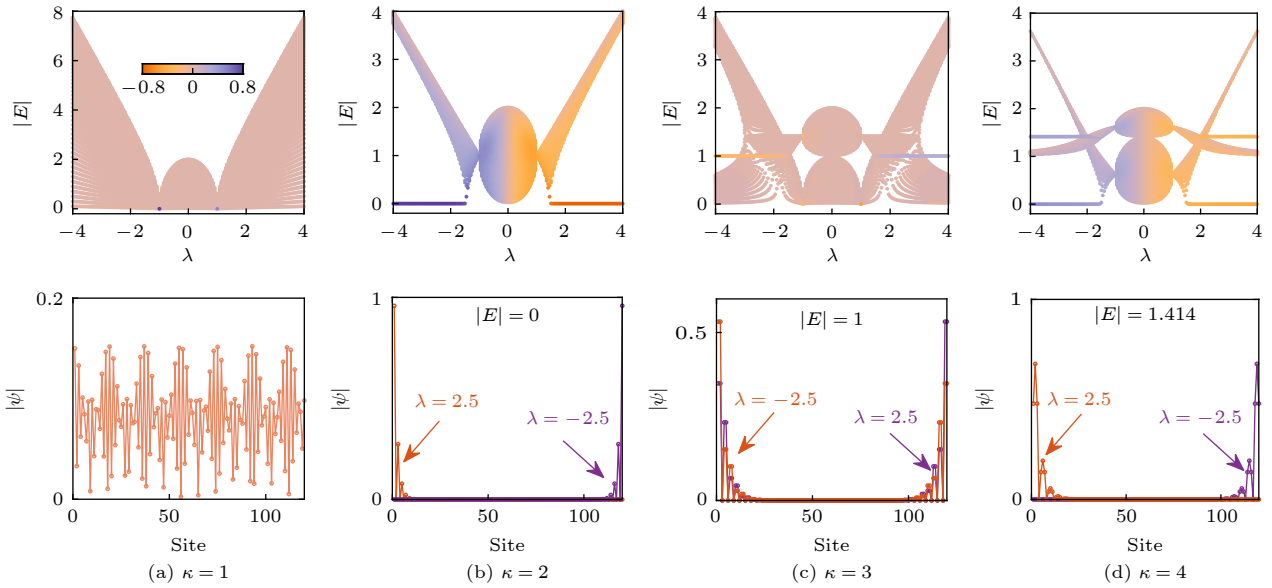 8
6
4
2
0
|E|
−0.8 0 0.8
−4 −2 0 2 4
λ
4
3
2
1
0
|E|
−4 −2 0 2 4
λ
4
3
2
1
0
|E|
−4 −2 0 2 4
λ
4
3
2
1
0
|E|
−4 −2 0 2 4
λ
0.2
0
|ψ|
0 50 100
Site
(a) κ = 1
1
0
|ψ|
|E| = 0
λ = 2.5
λ = −2.5
0 50 100
Site
(b) κ = 2
0.5
0
|ψ|
|E| = 1
λ = −2.5
λ = 2.5
0 50 100
Site
(c) κ = 3
1
0
|ψ|
|E| = 1.414
λ = 2.5
λ = −2.5
0 50 100
Site
(d) κ = 4